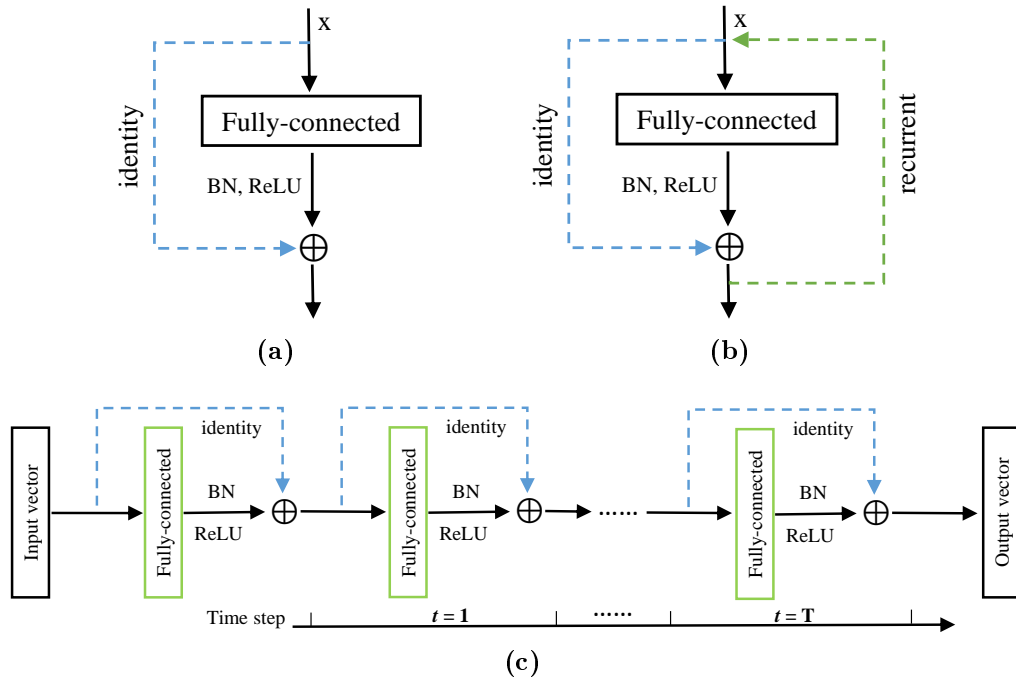 x
identity
Fully-connected
BN, ReLU
(a)
x
identity
Fully-connected
BN, ReLU
recurrent
(b)
Input vector
identity
Fully-connected
BN
ReLU
identity
Fully-connected
BN
ReLU
......
identity
Fully-connected
BN
ReLU
Output vector
Time step
t = 1
......
t = T
(c)